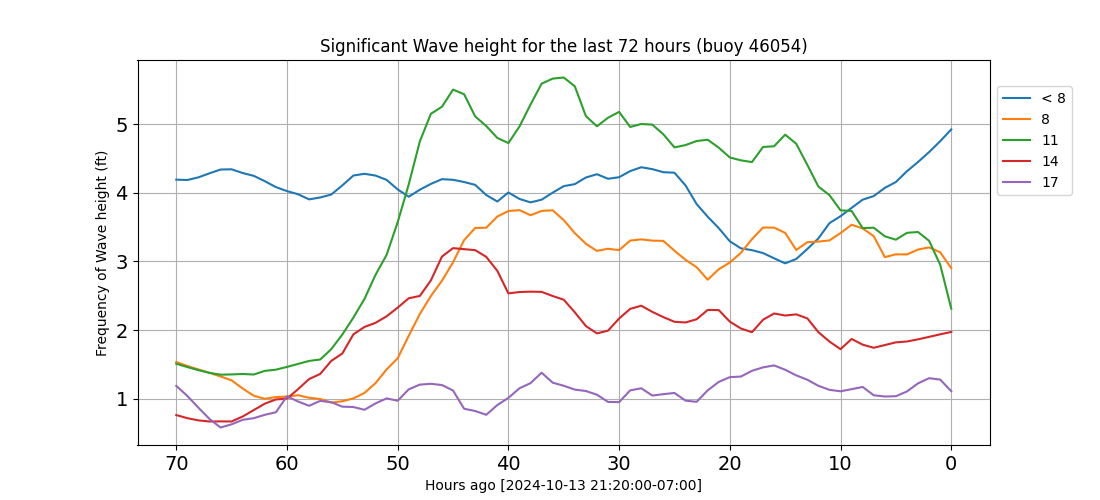 Significant Wave height for the last 72 hours (buoy 46054)
Frequency of Wave height (ft)
5
4
3
2
1
70 60 50 40 30 20 10 0
Hours ago [2024-10-13 21:20:00-07:00]
< 8
8
11
14
17